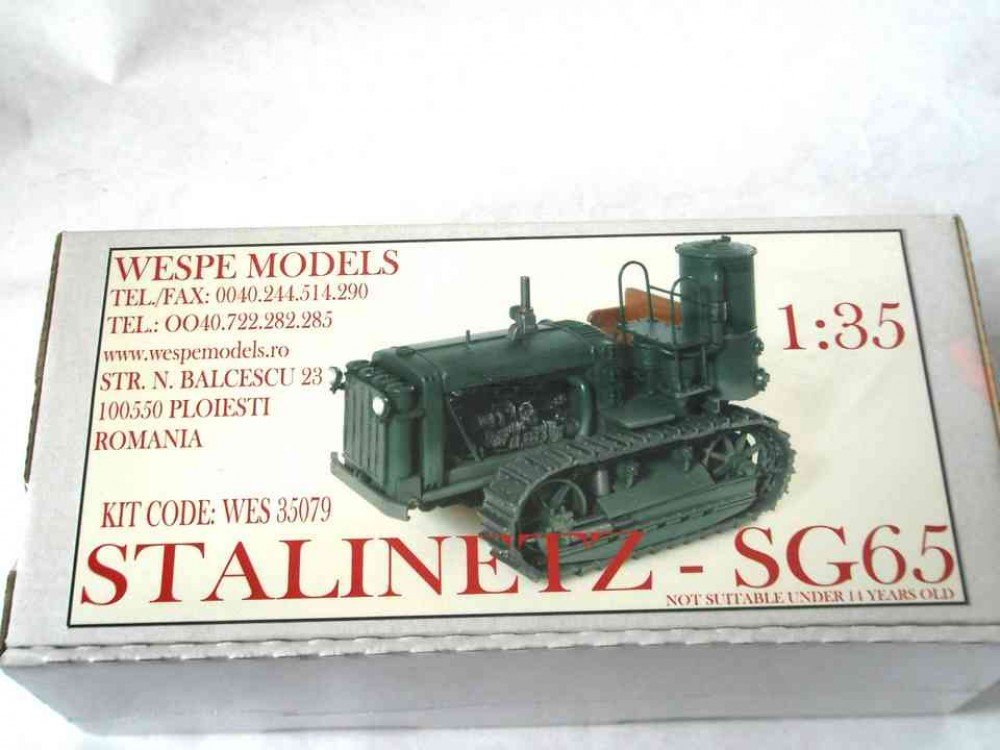 WESPE MODELS
TEL./FAX: 0040.244.514.290
TEL.: OO40.722.282.285
www.wespemodels.ro
STR. N. BALCESCU 23
100550 PLOIESTI
ROMANIA
1:35
KIT CODE: WES 35079
STALINETZ - SG65
NOT SUITABLE UNDER 14 YEARS OLD